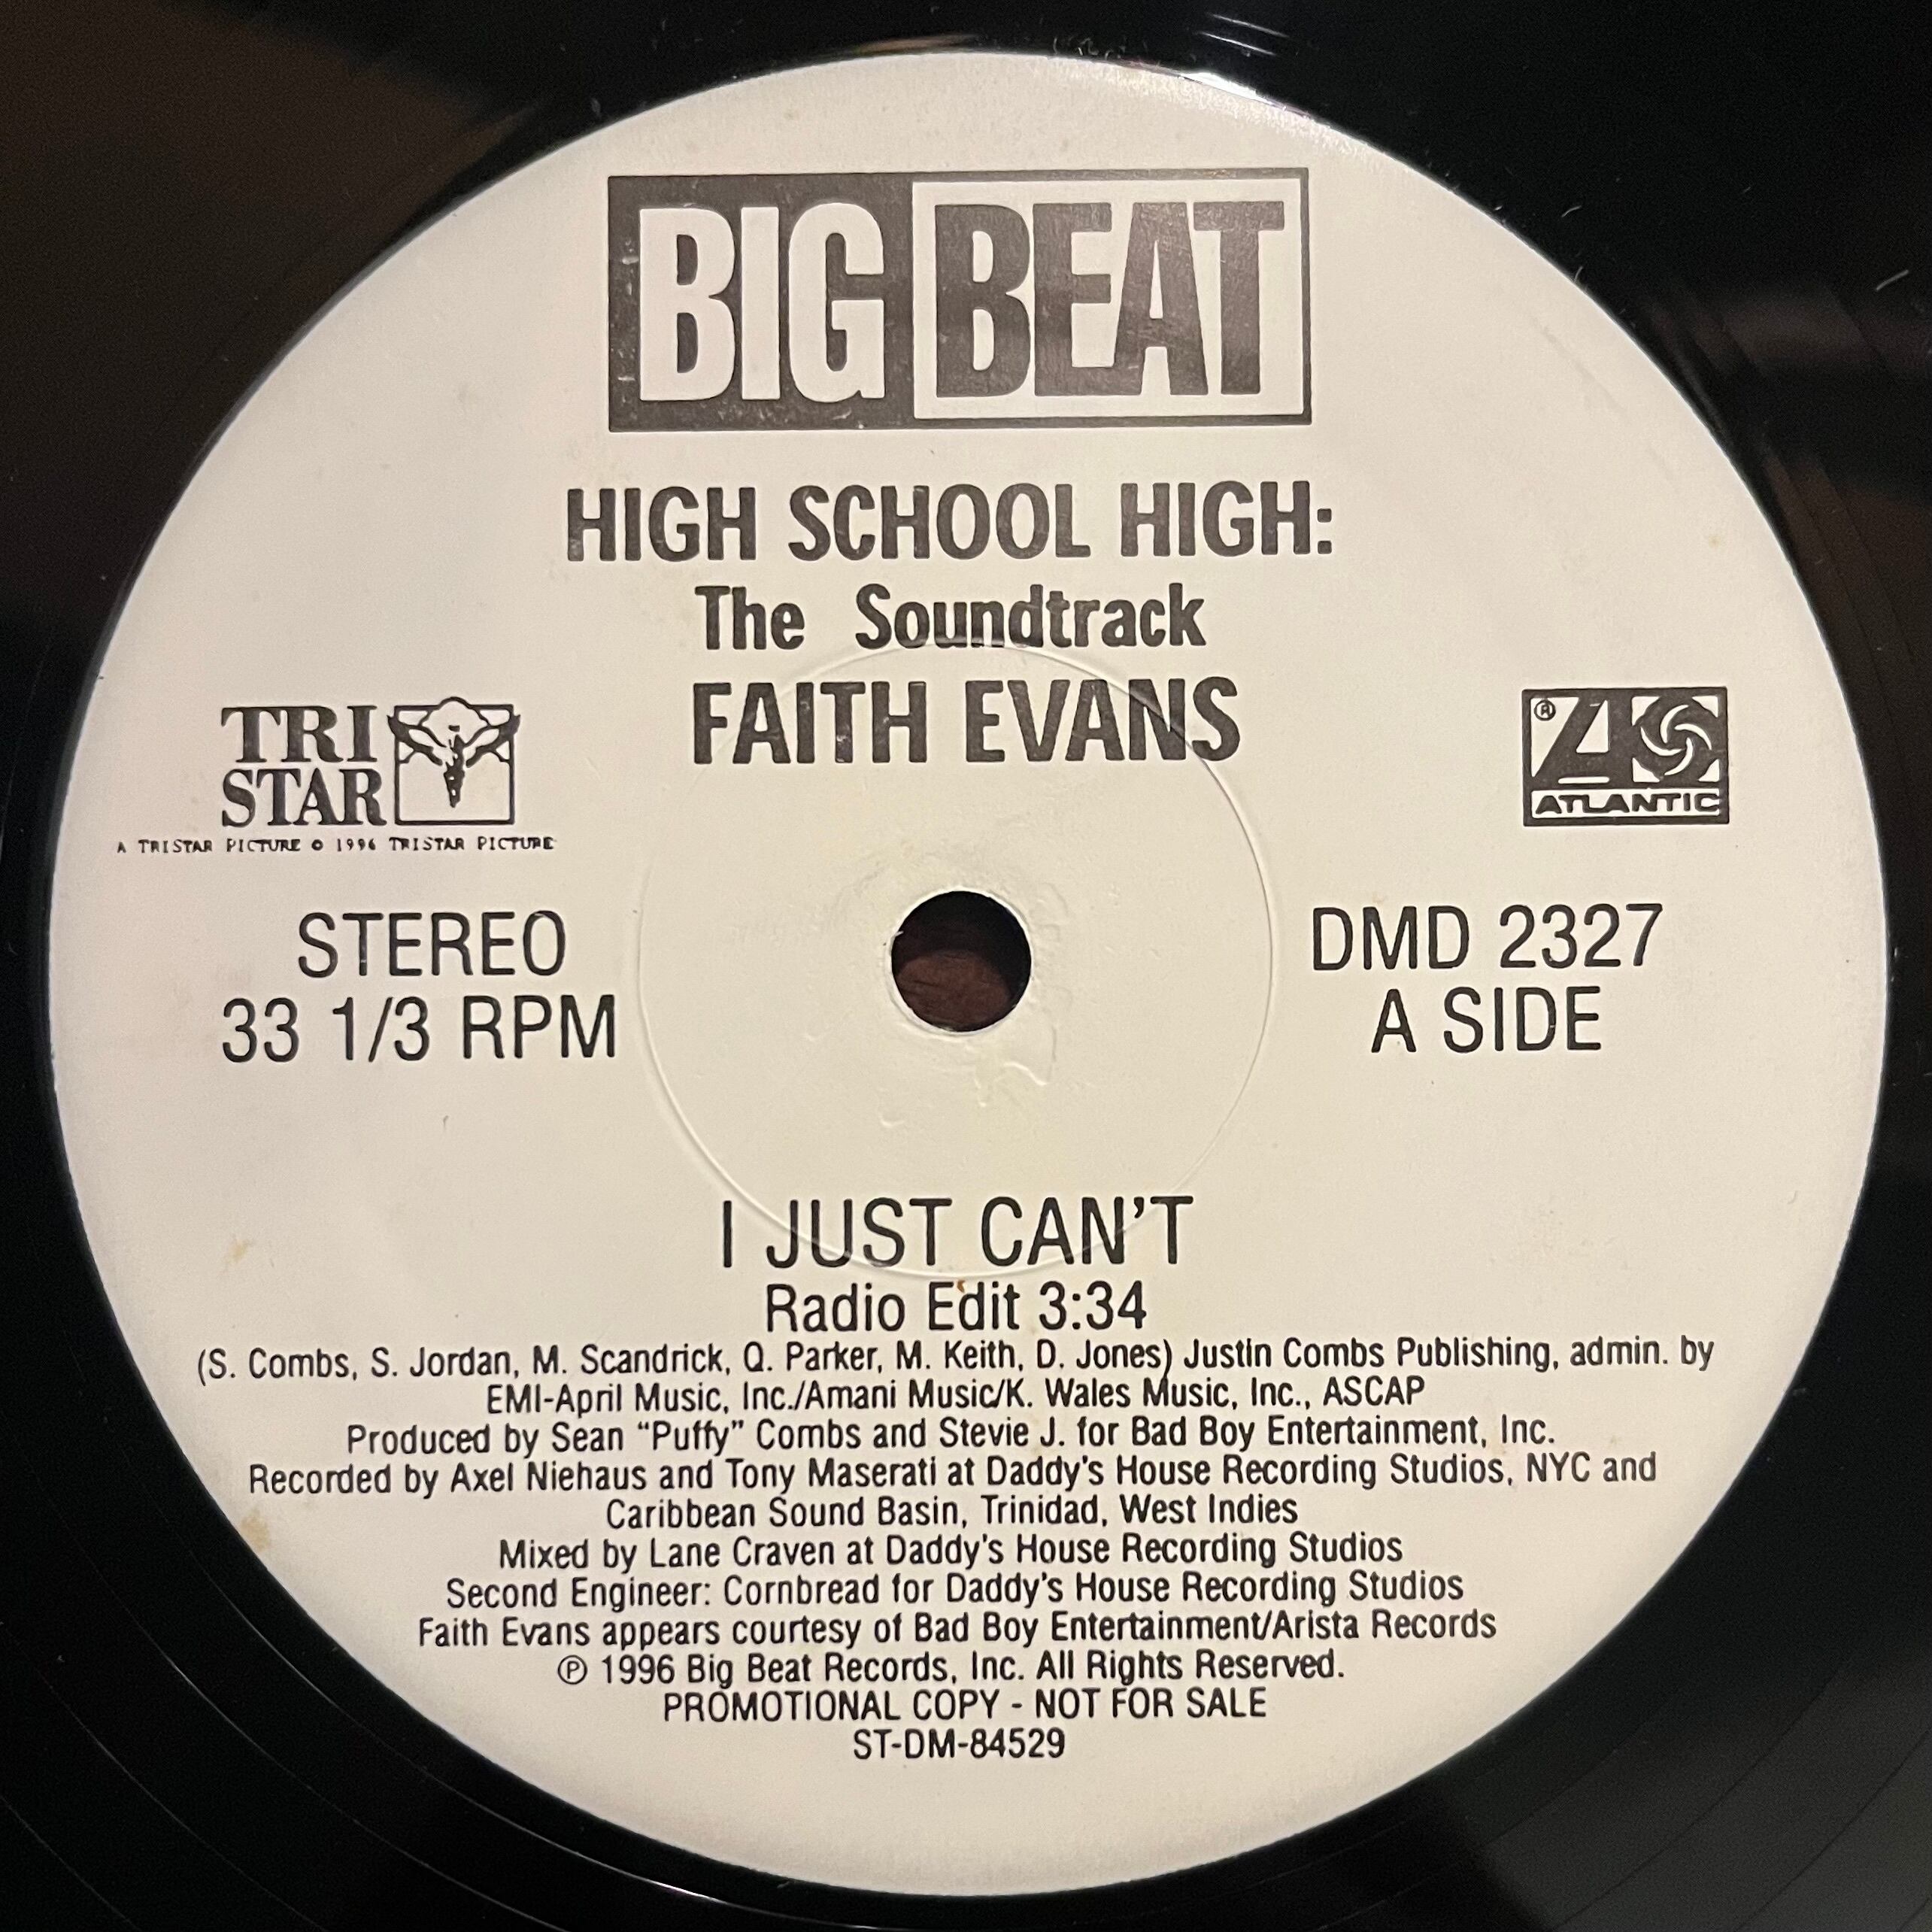 BIG BEAT
HIGH SCHOOL HIGH:
The Soundtrack
FAITH EVANS
TRI
STAR
A TRISTAR PICTURE © 1996 TRISTAR PICTURE
® A
ATLANTIC
STEREO
33 1/3 RPM
DMD 2327
A SIDE
I JUST CAN'T
Radio Edit 3:34
(S. Combs, S. Jordan, M. Scandrick, Q. Parker, M. Keith, D. Jones) Justin Combs Publishing, admin. by
EMI-April Music, Inc./Amani Music/K. Wales Music, Inc., ASCAP
Produced by Sean “Puffy” Combs and Stevie J. for Bad Boy Entertainment, Inc.
Recorded by Axel Niehaus and Tony Maserati at Daddy's House Recording Studios, NYC and
Caribbean Sound Basin, Trinidad, West Indies
Mixed by Lane Craven at Daddy's House Recording Studios
Second Engineer: Cornbread for Daddy's House Recording Studios
Faith Evans appears courtesy of Bad Boy Entertainment/Arista Records
℗ 1996 Big Beat Records, Inc. All Rights Reserved.
PROMOTIONAL COPY - NOT FOR SALE
ST-DM-84529